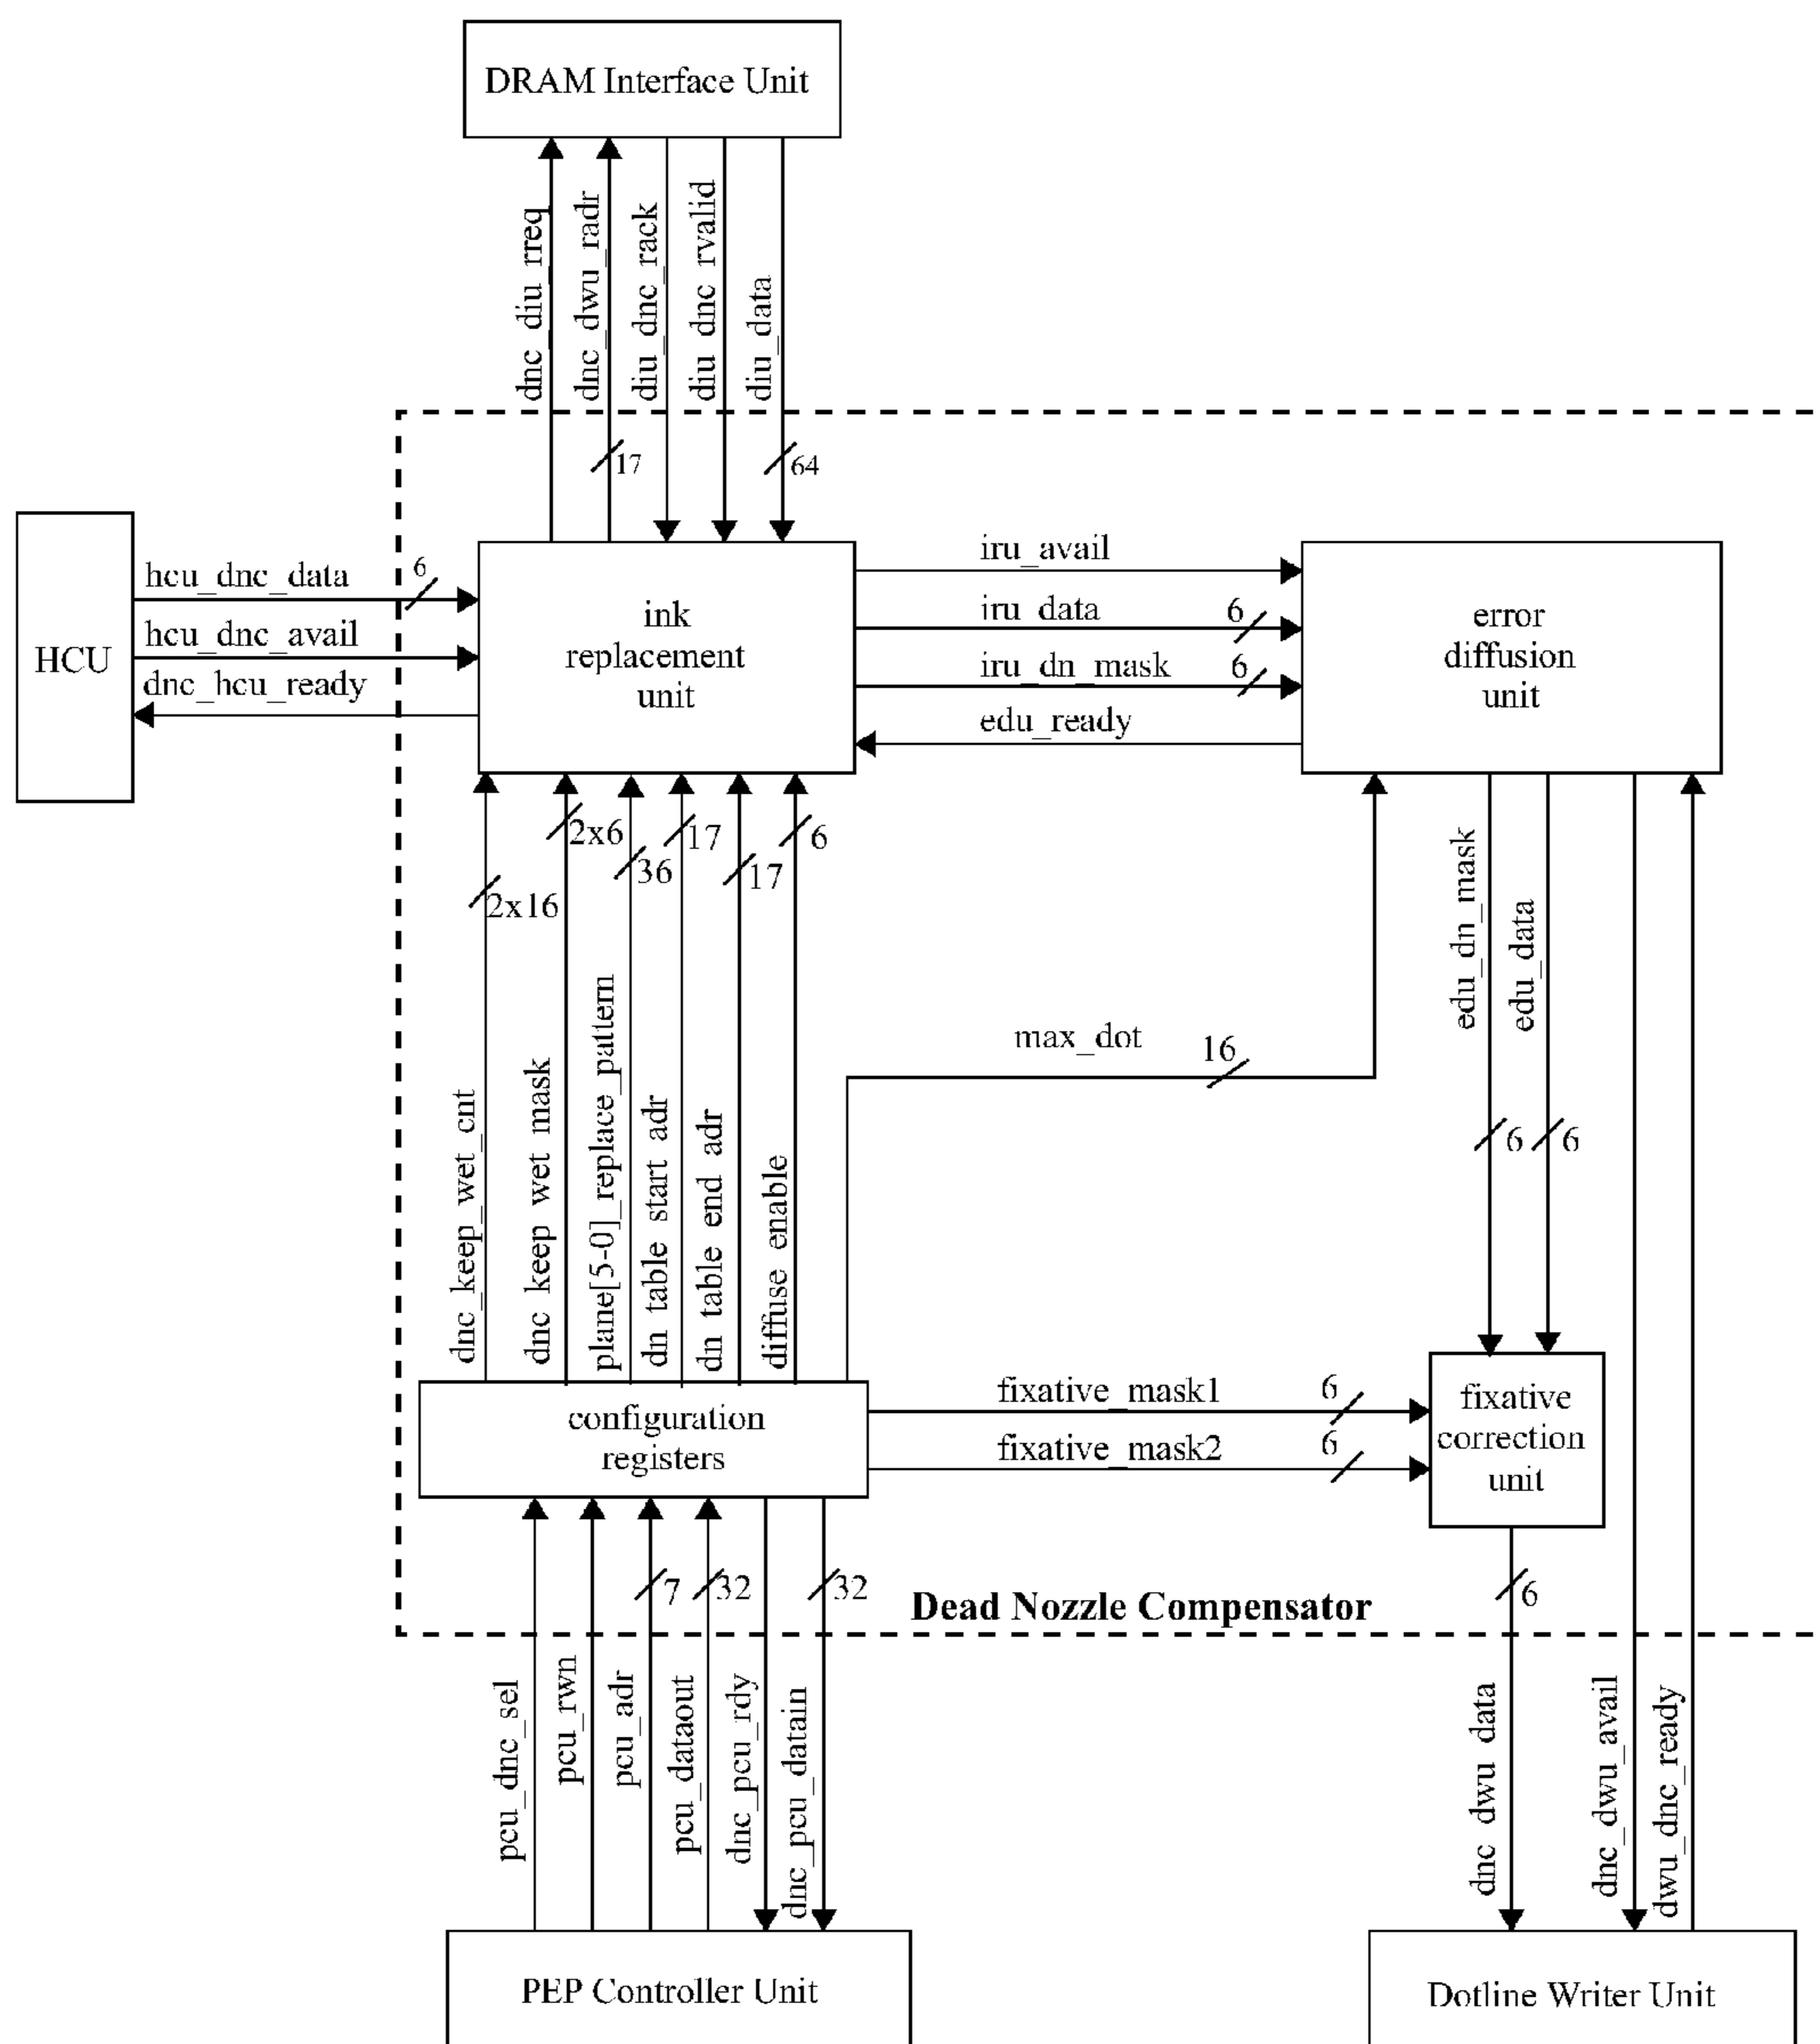 DRAM Interface Unit
dnc_diu_rreq
dnc_dwu_radr
diu_dnc_rack
diu_dnc_rvalid
diu_data
17
64
HCU
hcu_dnc_data
6
hcu_dnc_avail
dnc_hcu_ready
ink
replacement
unit
iru_avail
iru_data
6
iru_dn_mask
6
edu_ready
error
diffusion
unit
2x16
2x6
36
17
17
6
dnc_keep_wet_cnt
dnc_keep_wet_mask
plane[5-0]_replace_pattern
dn_table_start_adr
dn_table_end_adr
diffuse_enable
max_dot
16
edu_dn_mask
edu_data
6
6
configuration
registers
fixative_mask1
6
fixative_mask2
6
fixative
correction
unit
7
32
32
6
Dead Nozzle Compensator
pcu_dnc_sel
pcu_rwn
pcu_adr
pcu_dataout
dnc_pcu_rdy
dnc_pcu_datain
dnc_dwu_data
dnc_dwu_avail
dwu_dnc_ready
PEP Controller Unit
Dotline Writer Unit